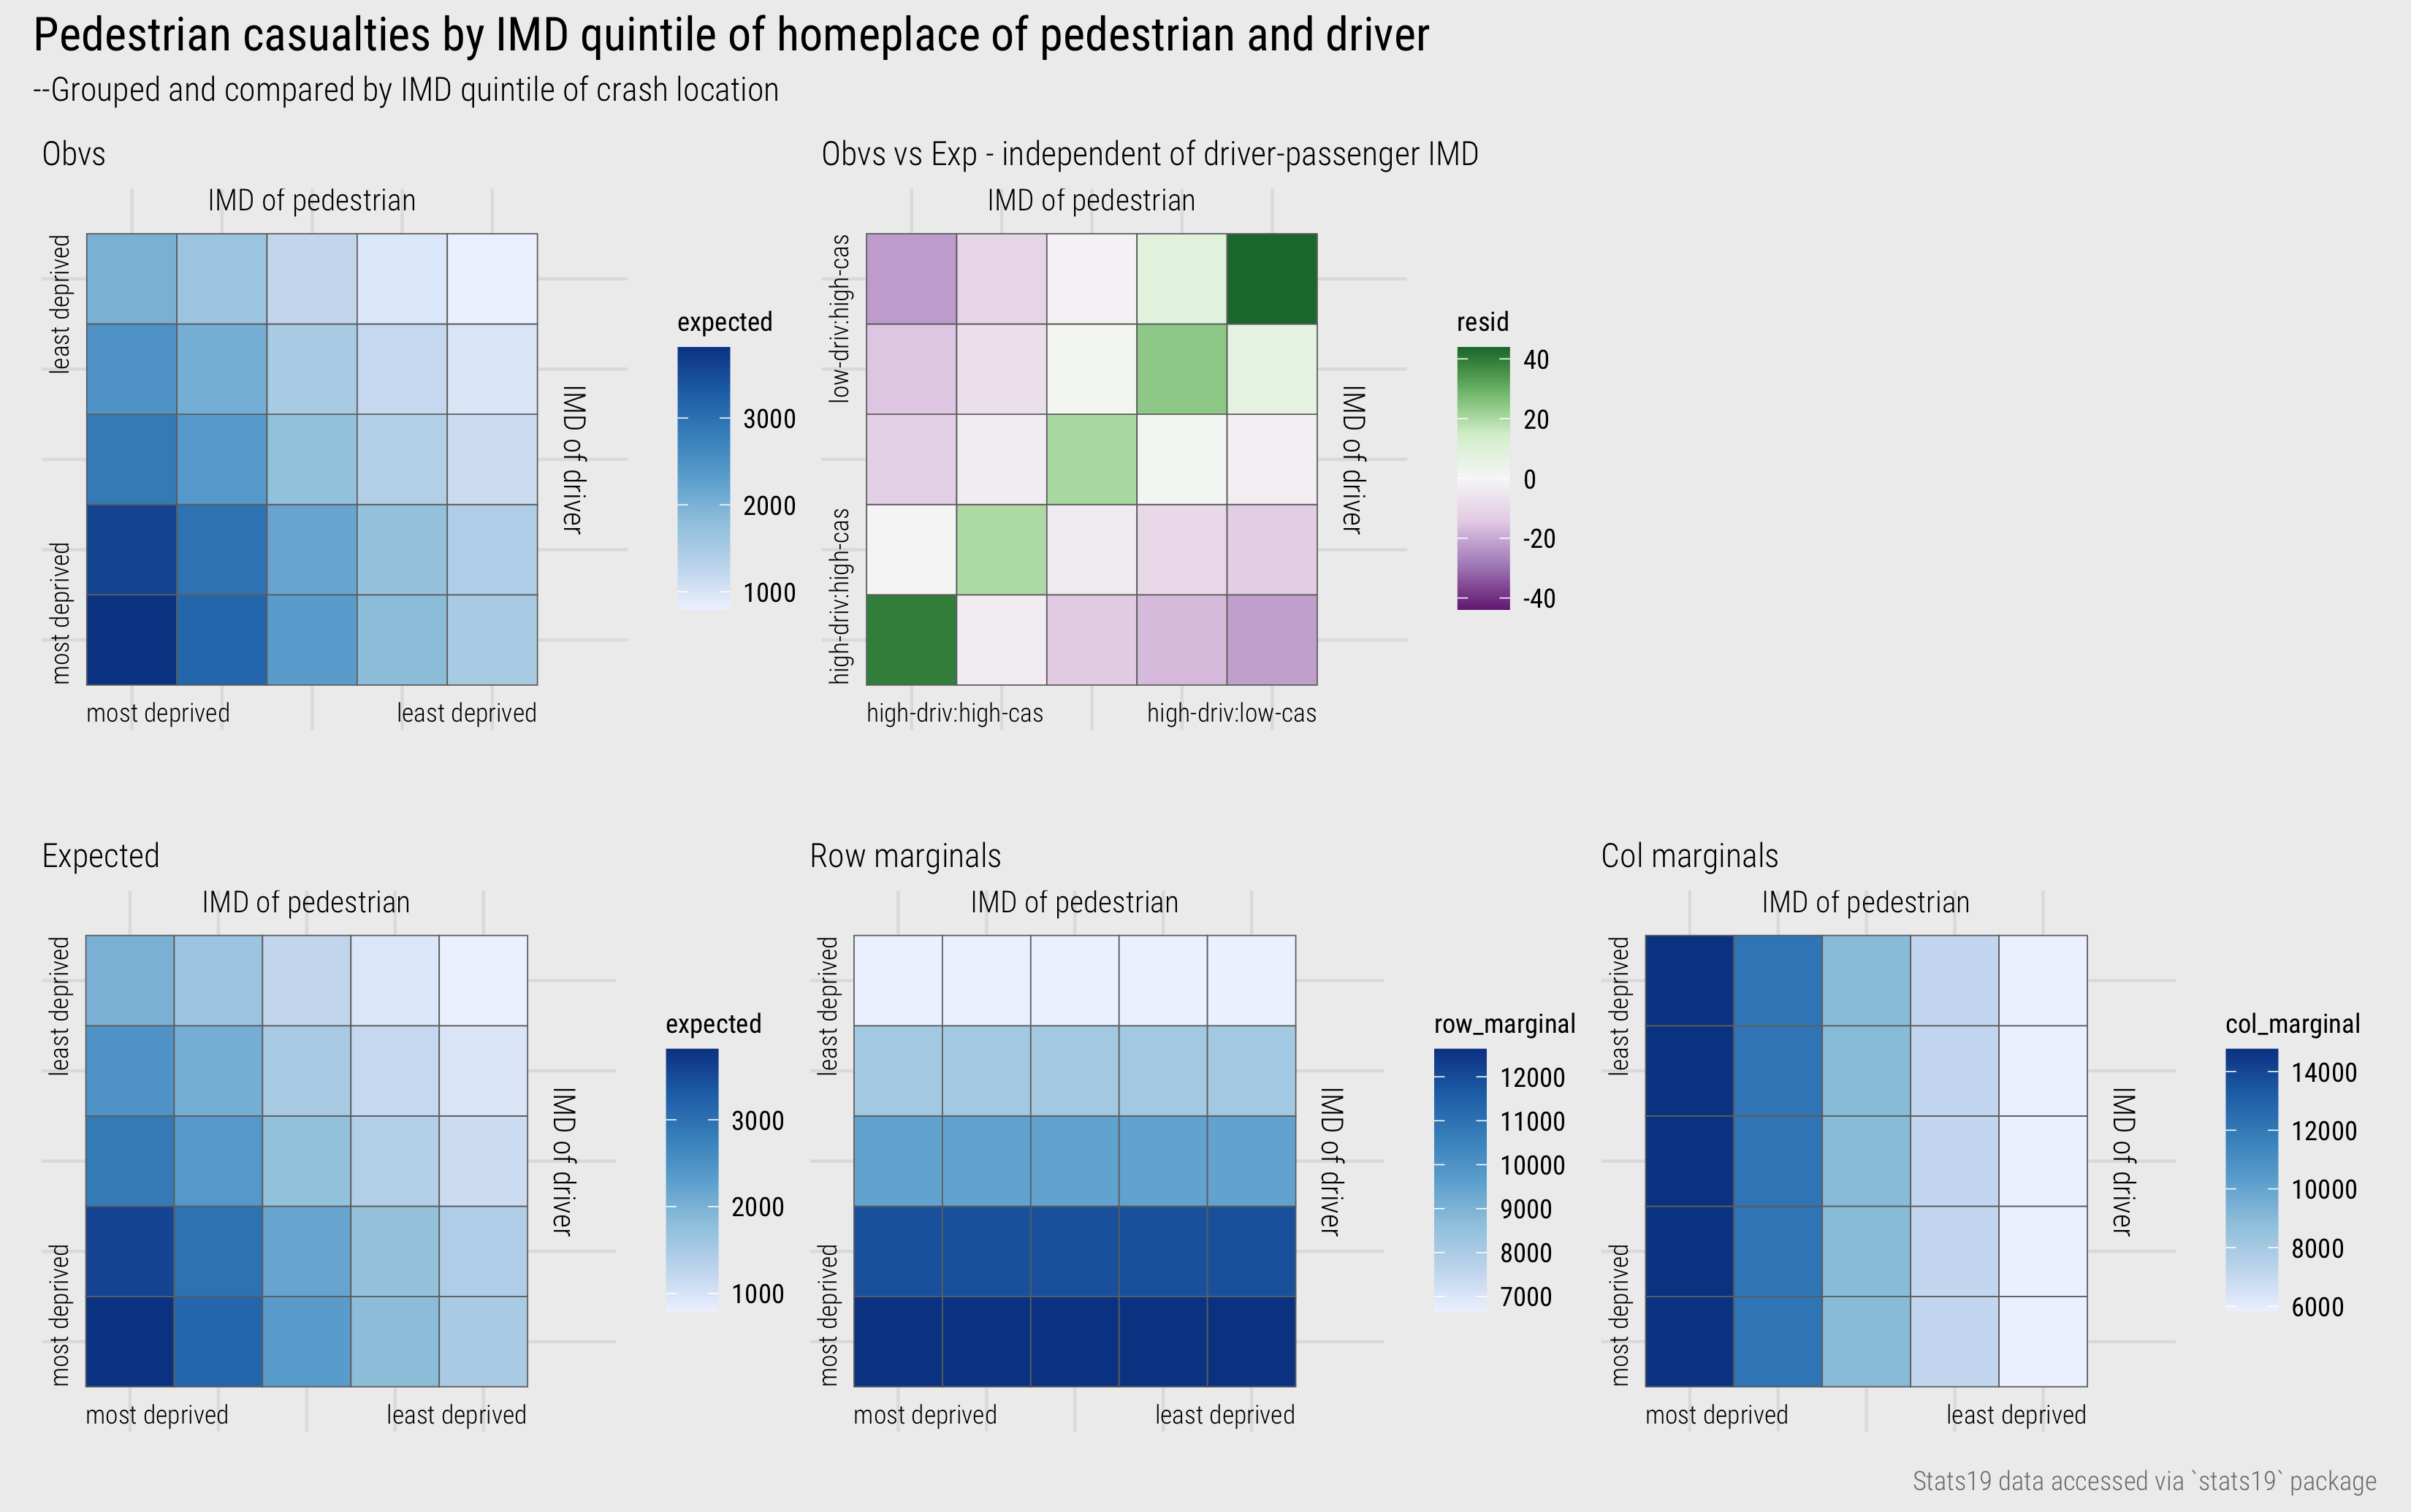 Pedestrian casualties by IMD quintile of homeplace of pedestrian and driver
--Grouped and compared by IMD quintile of crash location
Obvs
IMD of pedestrian
least deprived
most deprived
IMD of driver
most deprived
least deprived
expected
3000
2000
1000
Obvs vs Exp - independent of driver-passenger IMD
IMD of pedestrian
low-driv:high-cas
high-driv:high-cas
IMD of driver
high-driv:high-cas
high-driv:low-cas
resid
40
20
0
-20
-40
Expected
IMD of pedestrian
least deprived
most deprived
IMD of driver
most deprived
least deprived
expected
3000
2000
1000
Row marginals
IMD of pedestrian
least deprived
most deprived
IMD of driver
most deprived
least deprived
row_marginal
12000
11000
10000
9000
8000
7000
Col marginals
IMD of pedestrian
least deprived
most deprived
IMD of driver
most deprived
least deprived
col_marginal
14000
12000
10000
8000
6000
Stats19 data accessed via `stats19` package